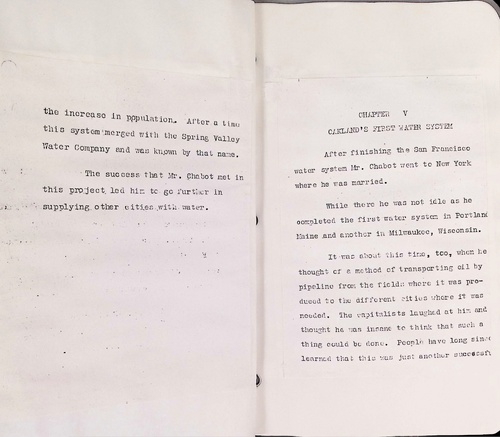 the increase in population. After a time
this system merged with the Spring Valley
Water Company and was known by that name.
The success that Mr. Chabot met in
this project led him to go further in
supplying other cities with water.
CHAPTER V
OAKLAND'S FIRST WATER SYSTEM
After finishing the San Francisco
water system Mr. Chabot went to New York
where he was married.
While there he was not idle as he
completed the first water system in Portland
Maine and another in Milwaukee, Wisconsin.
It was about this time, too, when he
thought of a method of transporting oil by
pipeline from the fields where it was pro-
duced to the different cities where it was
needed. The capitalists laughed at him and
thought he was insane to think that such a
thing could be done. People have long since
learned that this was just another successf